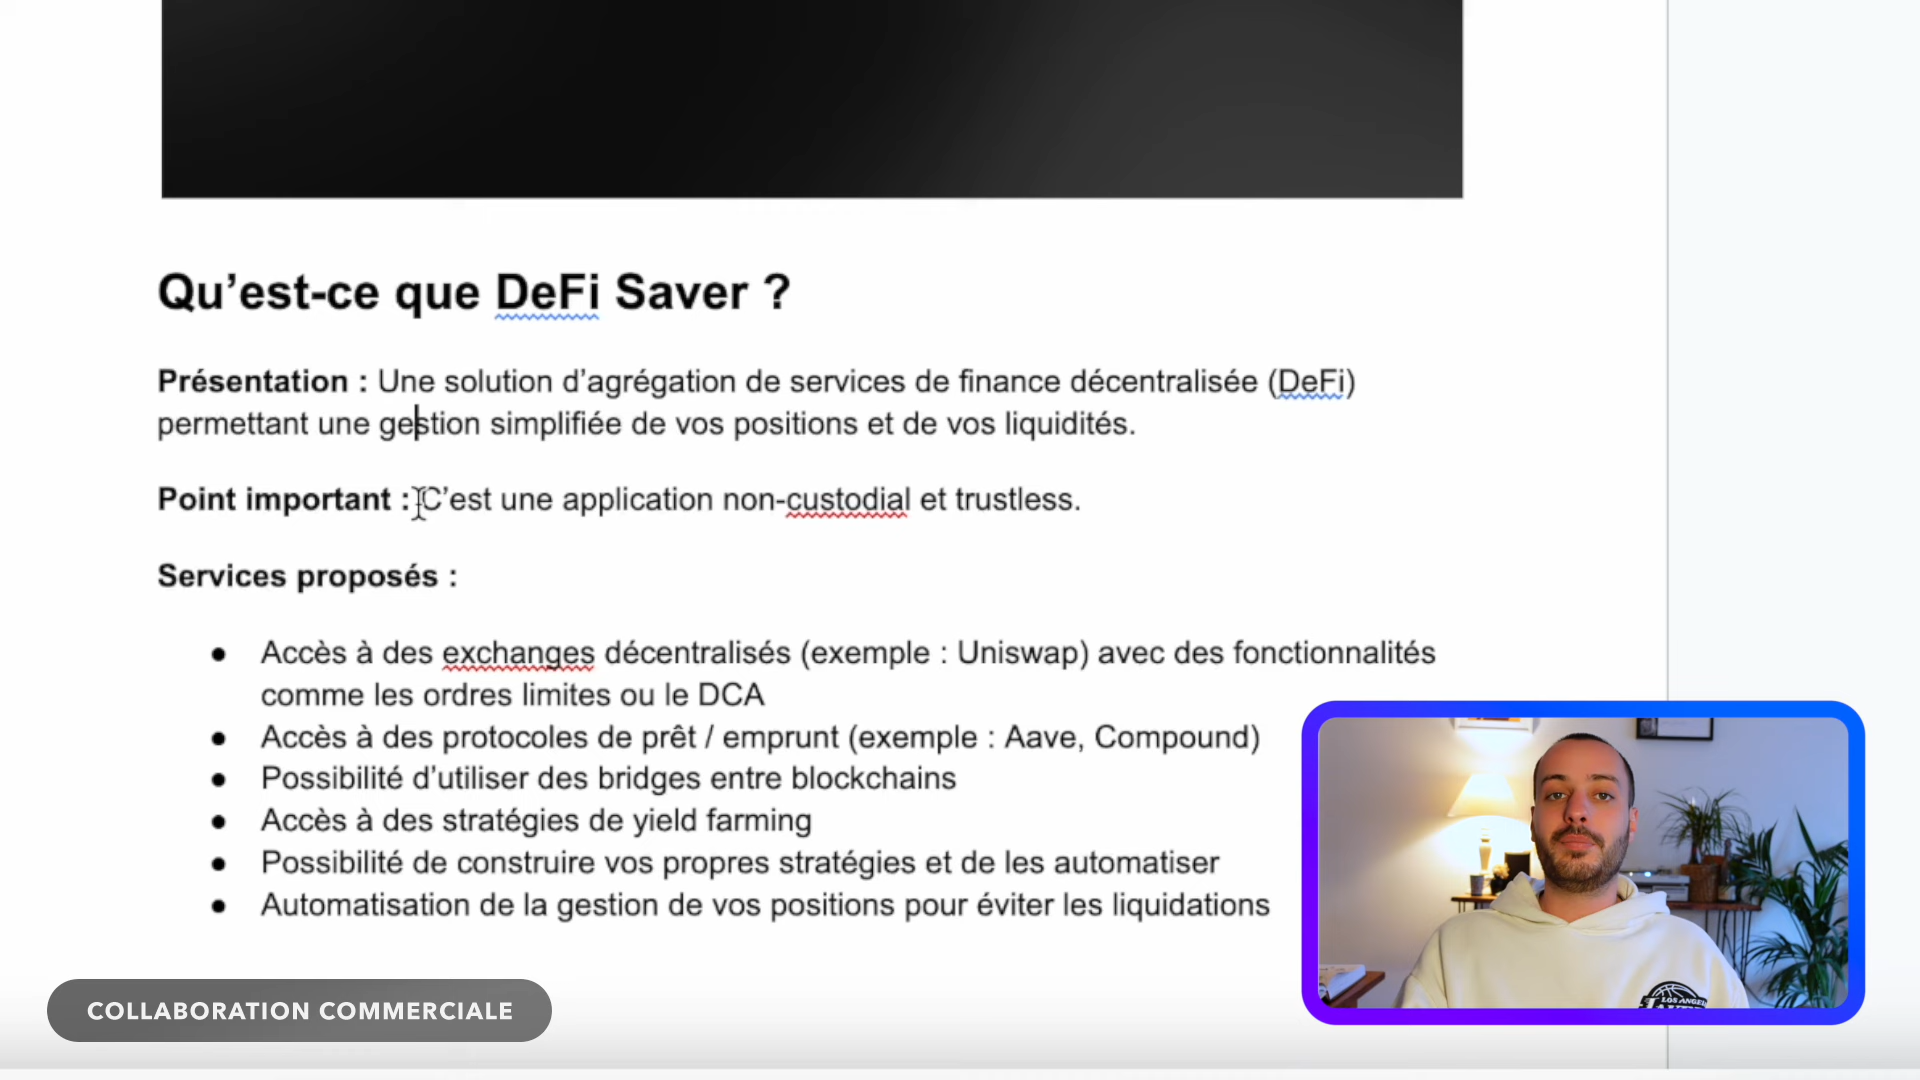 Qu’est-ce que DeFi Saver ?
Présentation : Une solution d’agrégation de services de finance décentralisée (DeFi)
permettant une gestion simplifiée de vos positions et de vos liquidités.
Point important : C’est une application non-custodial et trustless.
Services proposés :
● Accès à des exchanges décentralisés (exemple : Uniswap) avec des fonctionnalités
comme les ordres limites ou le DCA
● Accès à des protocoles de prêt / emprunt (exemple : Aave, Compound)
● Possibilité d’utiliser des bridges entre blockchains
● Accès à des stratégies de yield farming
● Possibilité de construire vos propres stratégies et de les automatiser
● Automatisation de la gestion de vos positions pour éviter les liquidations
COLLABORATION COMMERCIALE
LOS ANGELES